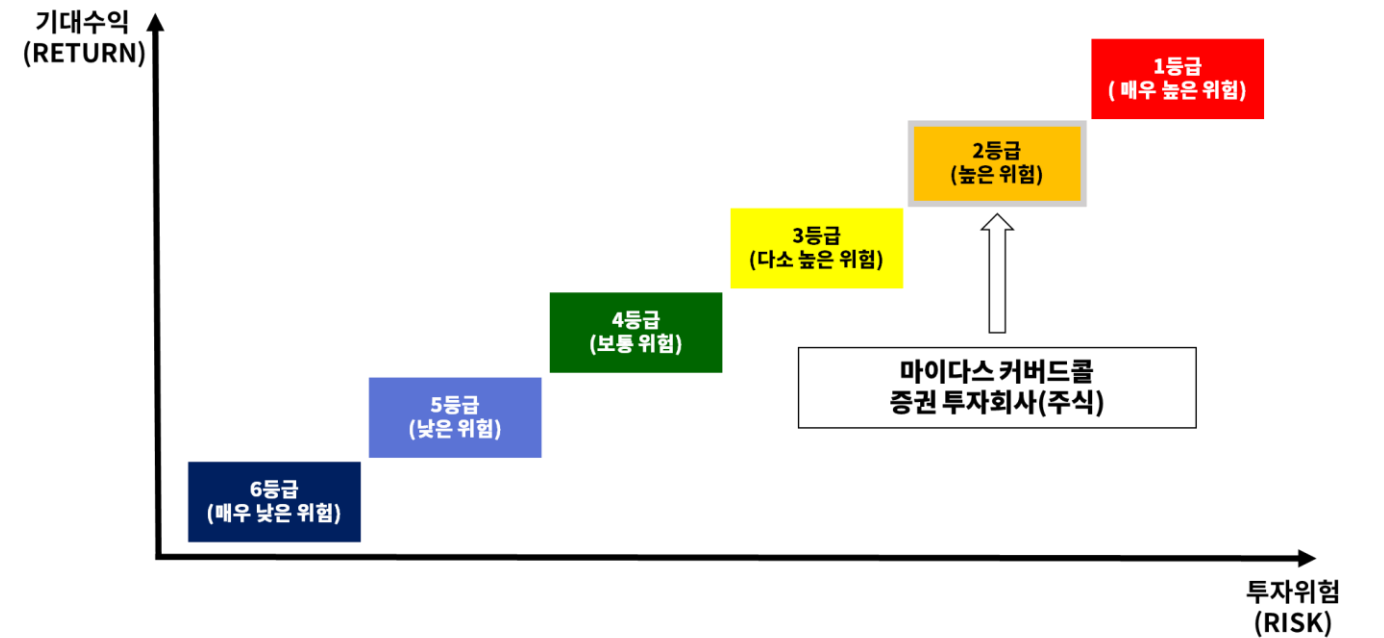 기대수익
(RETURN)
1등급
( 매우 높은 위험)
2등급
(높은 위험)
3등급
(다소 높은 위험)
4등급
(보통 위험)
마이다스 커버드콜
증권 투자회사(주식)
5등급
(낮은 위험)
6등급
(매우 낮은 위험)
투자위험
(RISK)